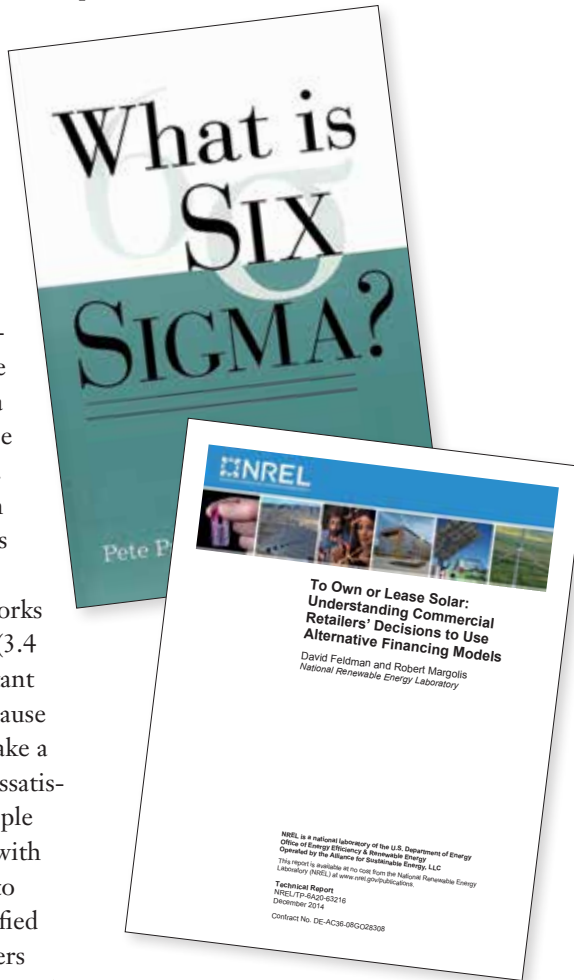 What is
SIX
SIGMA?
Pete P
e
a
e
n
s
orks
(3.4
ant
ause
ake a
ssatis-
ple
with
to
fied
ers
NREL
To Own or Lease Solar:
Understanding Commercial
Retailers' Decisions to Use
Alternative Financing Models
David Feldman and Robert Margolis
National Renewable Energy Laboratory
NREL is a national laboratory of the U.S. Department of Energy
Office of Energy Efficiency & Renewable Energy
Operated by the Alliance for Sustainable Energy, LLC
This report is available at no cost from the National Renewable Energy
Laboratory (NREL) at www.nrel.gov/publications.
Technical Report
NREL/TP-6A20-63216
December 2014
Contract No. DE-AC36-08GO28308